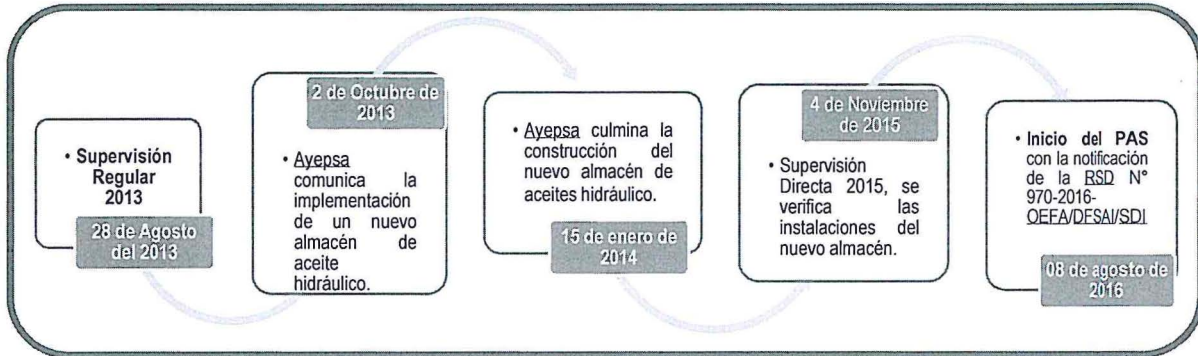 • Supervisión
Regular
2013
28 de Agosto
del 2013
2 de Octubre de
2013
• Ayepsa
comunica la
implementación
de un nuevo
almacén de
aceite
hidráulico.
• Ayepsa culmina la
construcción del
nuevo almacén de
aceites hidráulico.
15 de enero de
2014
4 de Noviembre
de 2015
• Supervisión
Directa 2015, se
verifica las
instalaciones del
nuevo almacén.
• Inicio del PAS
con la notificación
de la RSD N°
970-2016-
OEFA/DFSAI/SDI
08 de agosto de
2016